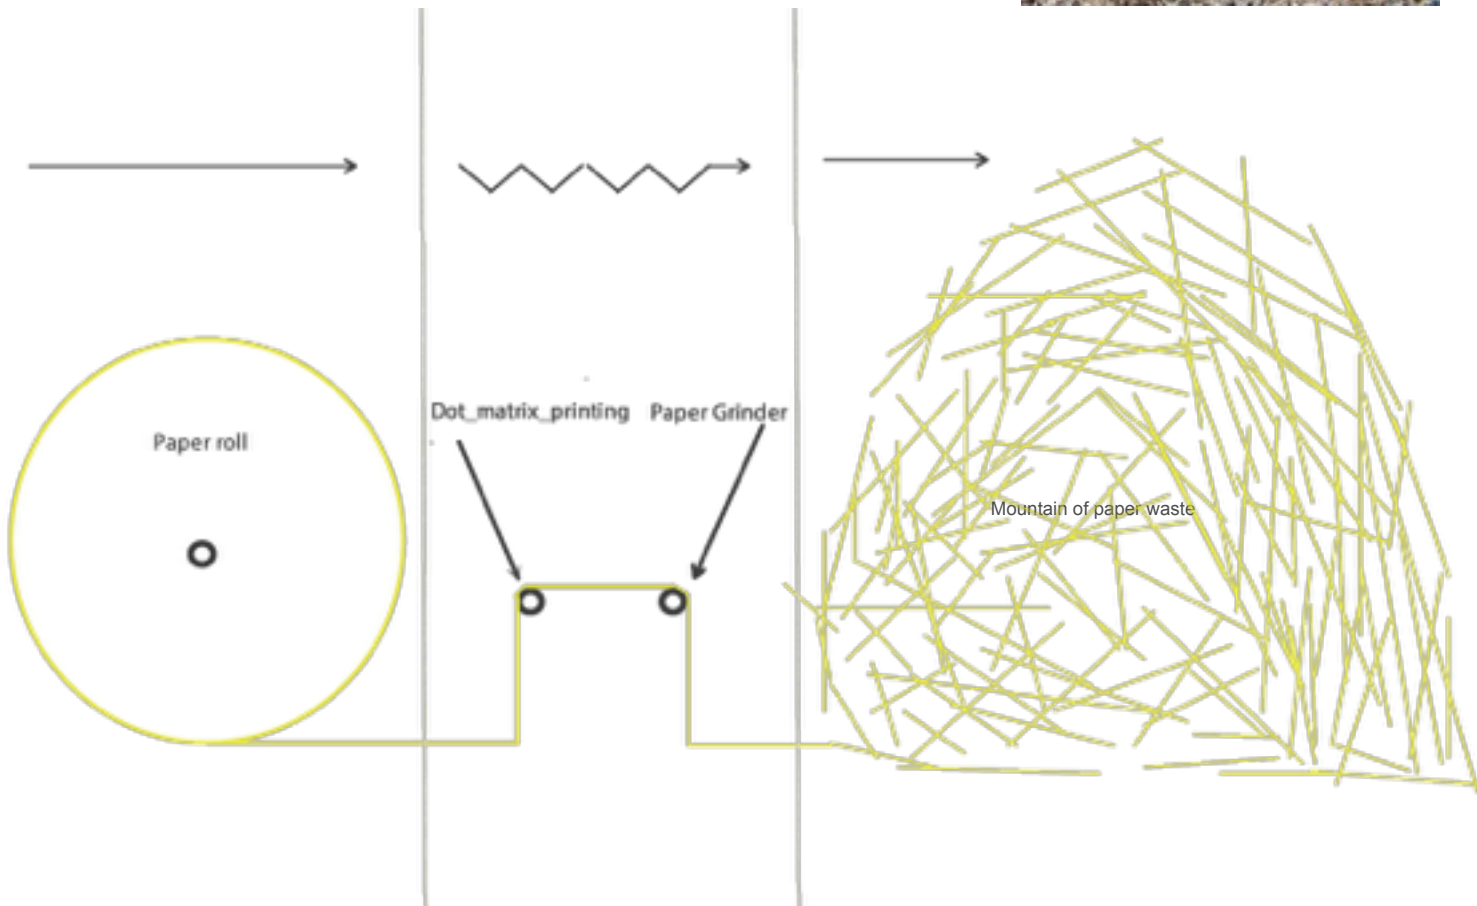 Dot_matrix_printing
Paper Grinder
Paper roll
Mountain of paper waste